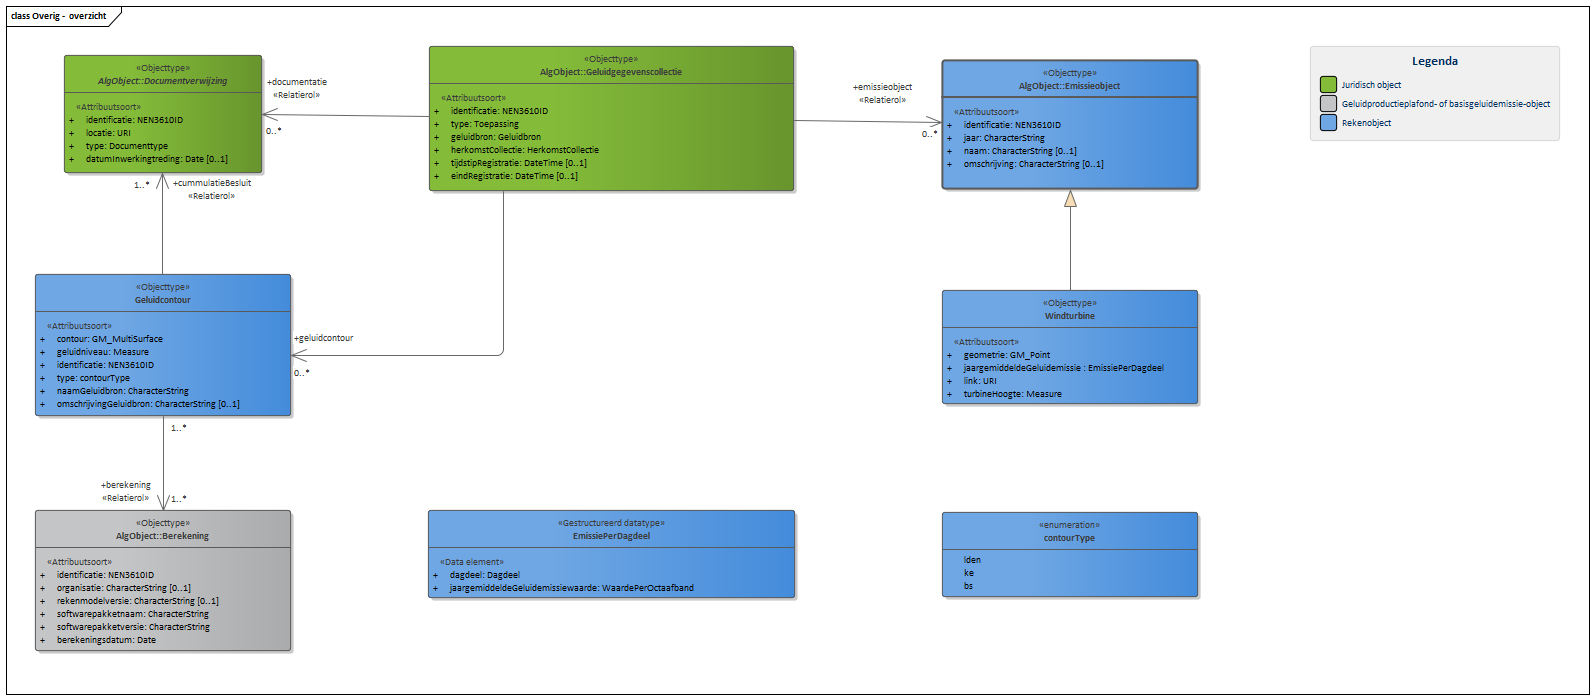 class Overig - overzicht
«Objecttype»
AlgObject::Documentverwijzing
«Attribuutsoort»
+ identificatie: NEN3610ID
+ locatie: URI
+ type: Documenttype
+ datumInwerkingtreding: Date [0..1]
+documentatie
«Relatierol»
0..*
«Objecttype»
AlgObject::Geluidgegevenscollectie
«Attribuutsoort»
+ identificatie: NEN3610ID
+ type: Toepassing
+ geluidbron: Geluidbron
+ herkomstCollectie: HerkomstCollectie
+ tijdstipRegistratie: DateTime [0..1]
+ eindRegistratie: DateTime [0..1]
+emissieobject
«Relatierol»
0..*
«Objecttype»
AlgObject::Emissieobject
«Attribuutsoort»
+ identificatie: NEN3610ID
+ jaar: CharacterString
+ naam: CharacterString [0..1]
+ omschrijving: CharacterString [0..1]
Legenda
Juridisch object
Geluidproductieplafond- of basisgeluidemissie-object
Rekenobject
1..*
+cummulatieBesluit
«Relatierol»
«Objecttype»
Geluidcontour
«Attribuutsoort»
+ contour: GM_MultiSurface
+ geluidniveau: Measure
+ identificatie: NEN3610ID
+ type: contourType
+ naamGeluidbron: CharacterString
+ omschrijvingGeluidbron: CharacterString [0..1]
+geluidcontour
0..*
«Objecttype»
Windturbine
«Attribuutsoort»
+ geometrie: GM_Point
+ jaargemiddeldeGeluidemissie : EmissiePerDagdeel
+ link: URI
+ turbineHoogte: Measure
1..*
+berekening
«Relatierol»
1..*
«Objecttype»
AlgObject::Berekening
«Attribuutsoort»
+ identificatie: NEN3610ID
+ organisatie: CharacterString [0..1]
+ rekenmodelversie: CharacterString [0..1]
+ softwarepakketnaam: CharacterString
+ softwarepakketversie: CharacterString
+ berekeningsdatum: Date
«Gestructureerd datatype»
EmissiePerDagdeel
«Data element»
+ dagdeel: Dagdeel
+ jaargemiddeldeGeluidemissiewaarde: WaardePerOctaafband
«enumeration»
contourType
lden
ke
bs